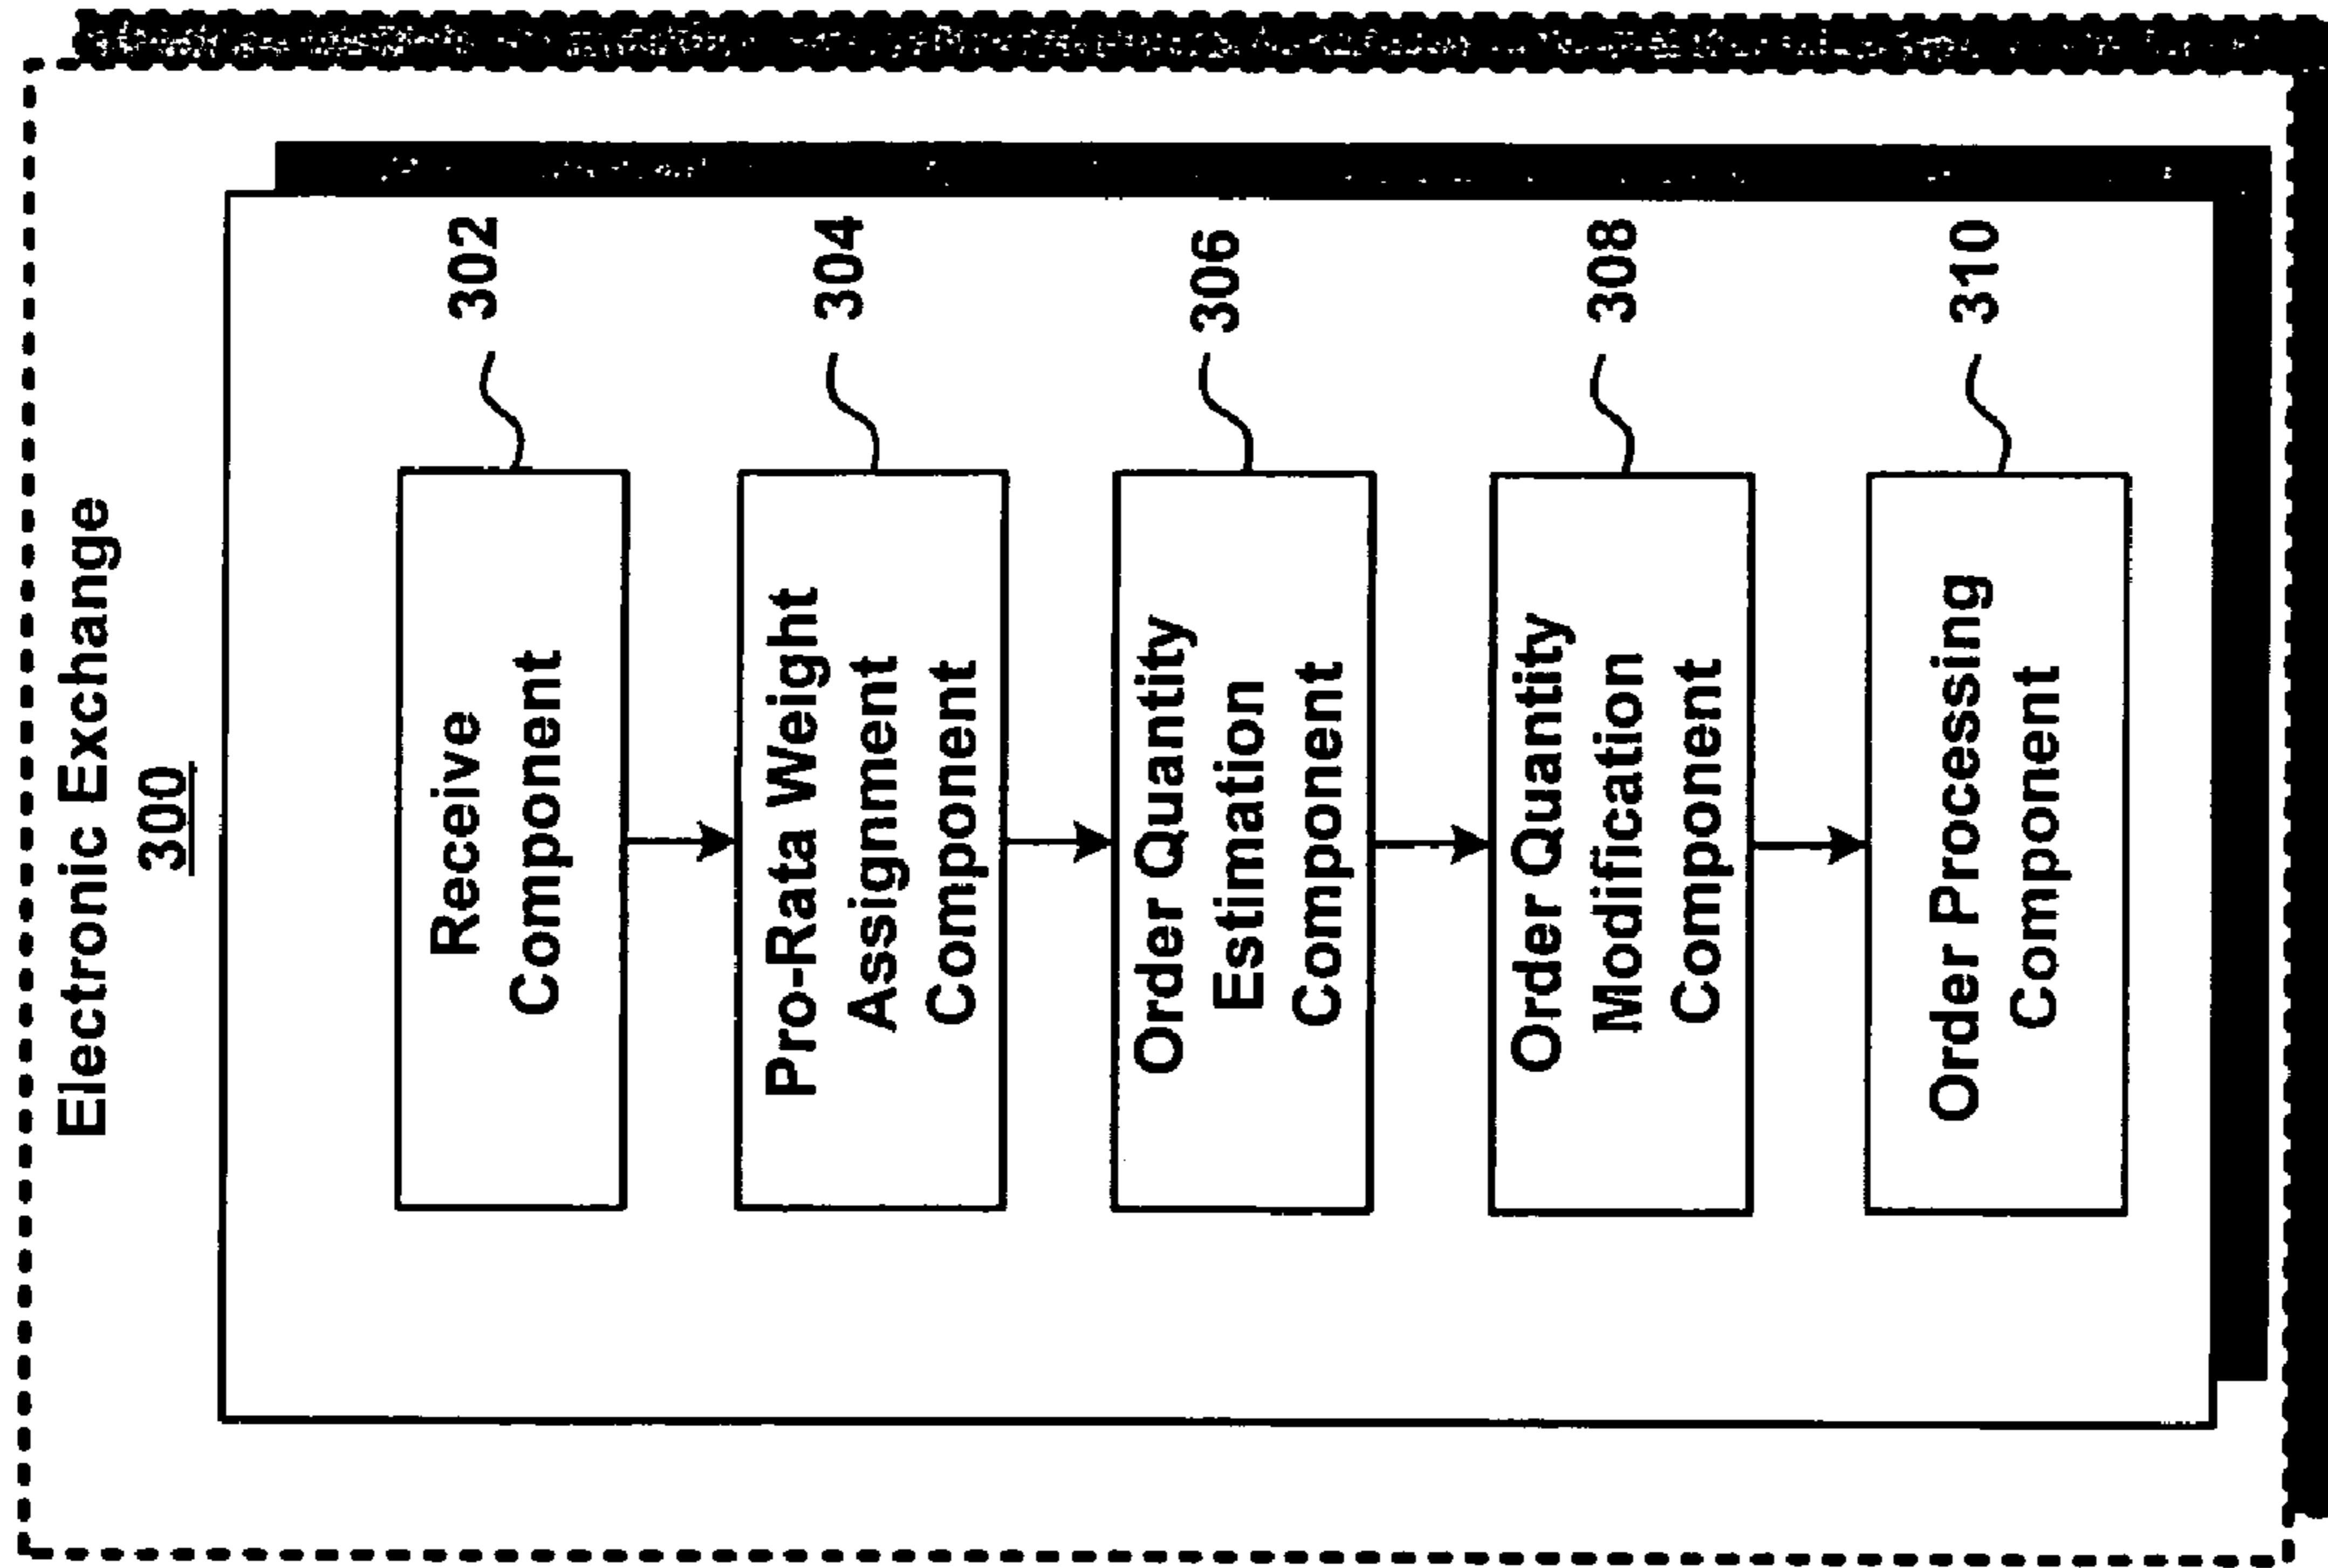 Electronic Exchange
300
Receive
Component
302
Pro-Rata Weight
Assignment
Component
304
Order Quantity
Estimation
Component
306
Order Quantity
Modification
Component
308
Order Processing
Component
310